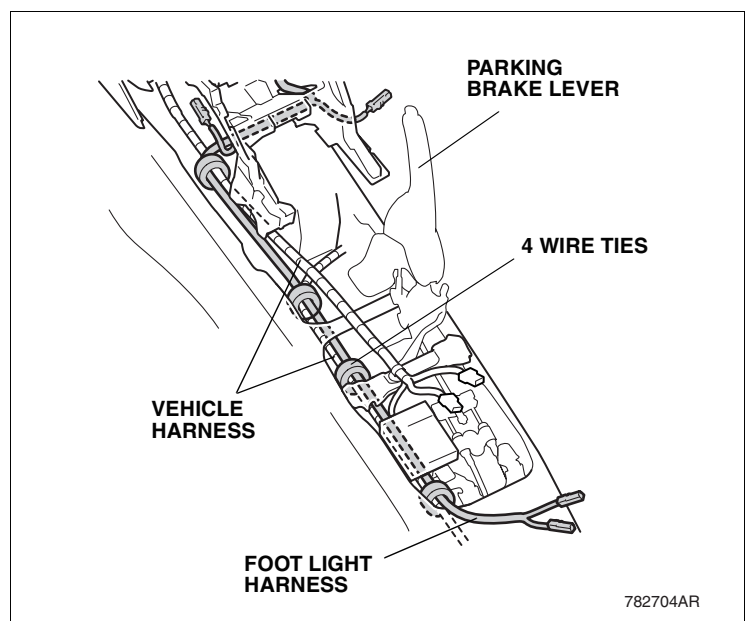 PARKING
BRAKE LEVER
4 WIRE TIES
VEHICLE
HARNESS
FOOT LIGHT
HARNESS
782704AR